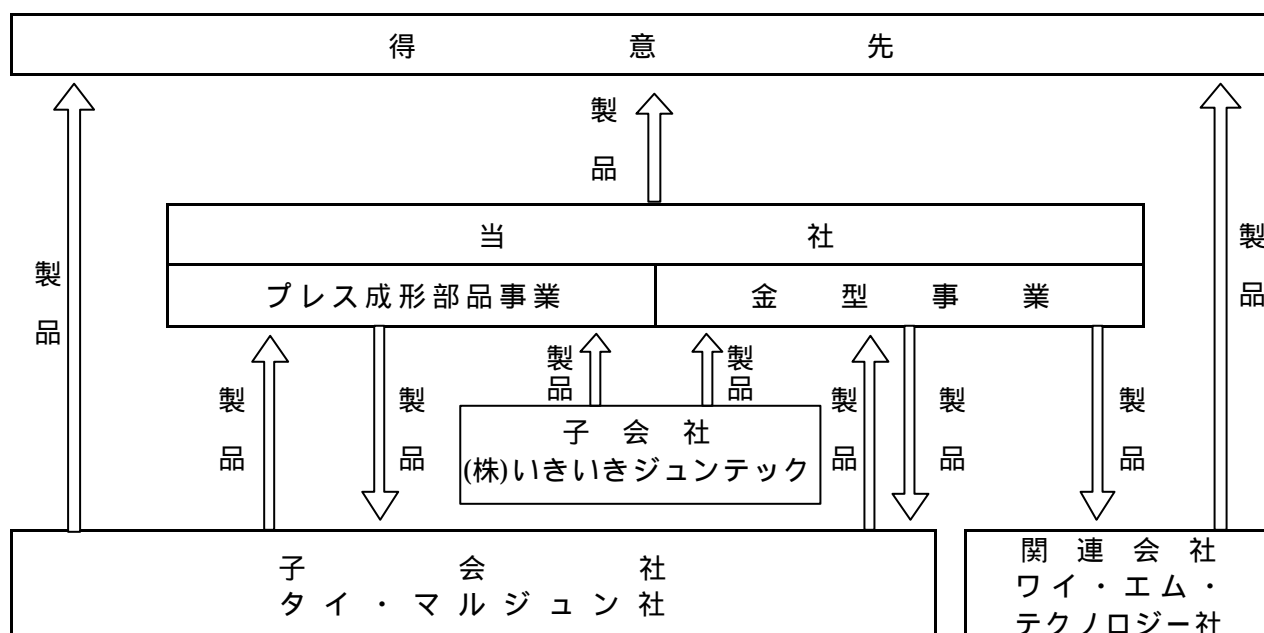 得意先
製品
製品
製品
当社
プレス成形部品事業
金型事業
製品
製品
製品
製品
製品
製品
製品
子会社
(株)いきいきジュンテック
子会社
タイ・マルジュン社
関連会社
ワイ・エム・
テクノロジー社